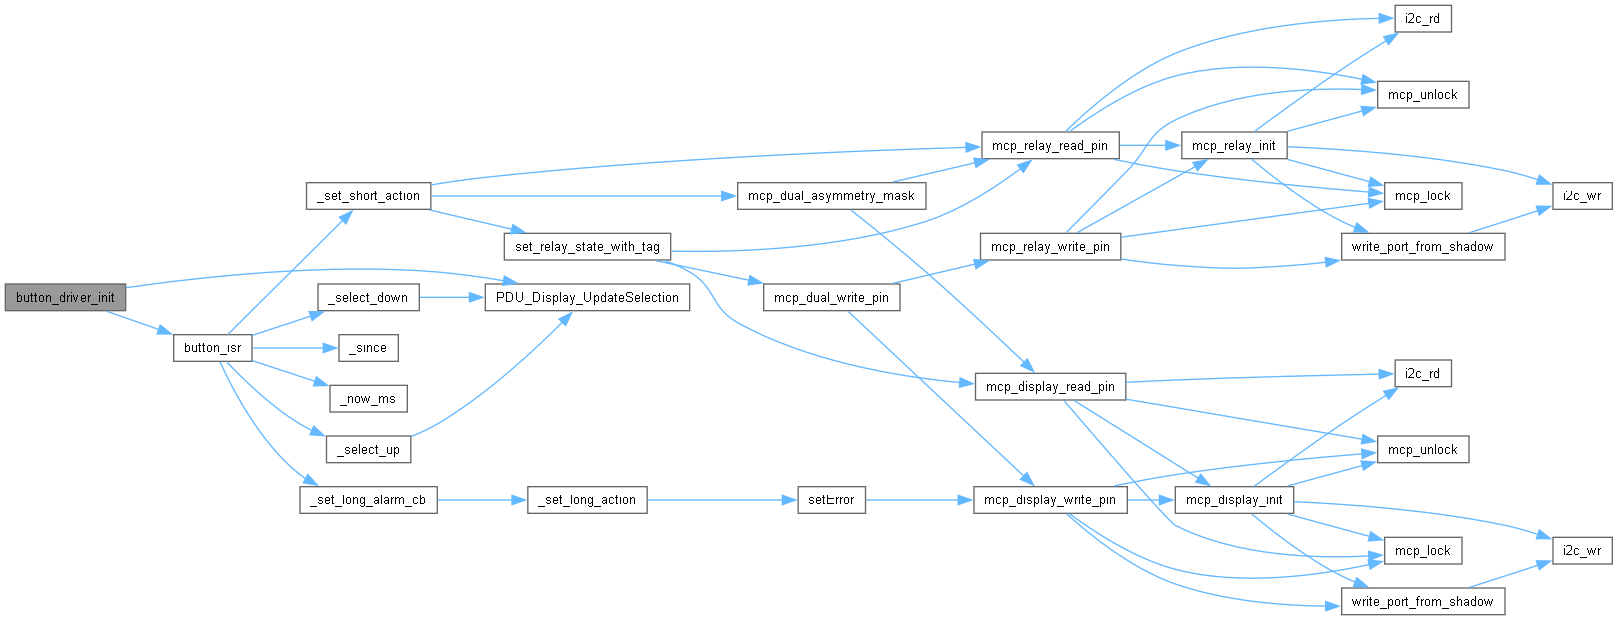 i2c_rd
mcp_unlock
mcp_relay_read_pin
mcp_relay_init
_set_short_action
mcp_dual_asymmetry_mask
mcp_lock
i2c_wr
set_relay_state_with_tag
mcp_relay_write_pin
write_port_from_shadow
button_driver_init
_select_down
PDU_Display_UpdateSelection
mcp_dual_write_pin
button_isr
_since
_now_ms
mcp_display_read_pin
i2c_rd
_select_up
mcp_unlock
_set_long_alarm_cb
_set_long_action
setError
mcp_display_write_pin
mcp_display_init
mcp_lock
i2c_wr
write_port_from_shadow